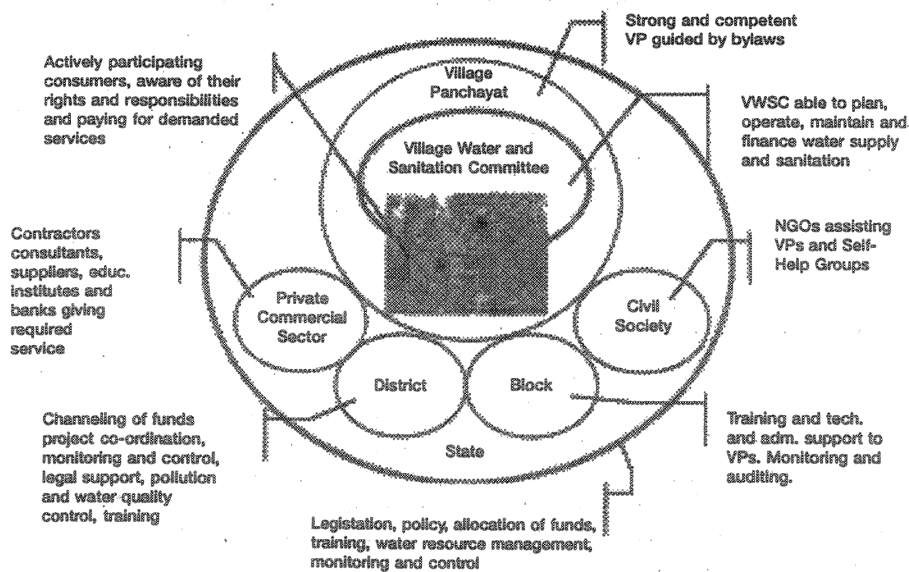 Strong and competent
VP guided by bylaws
Actively participating
consumers, aware of their
rights and responsibilities
and paying for demanded
services
Village
Panchayat
VWSC able to plan,
operate, maintain and
finance water supply
and sanitation
Village Water and
Sanitation Committee
Contractors
consultants,
suppliers, educ.
institutes and
banks giving
required
service
NGOs assisting
VPs and Self-
Help Groups
Private
Commercial
Sector
Civil
Society
District
Block
State
Channeling of funds
project co-ordination,
monitoring and control,
legal support, pollution
and water quality
control, training
Training and tech.
and adm. support to
VPs. Monitoring and
auditing.
Legistation, policy, allocation of funds,
training, water resource management,
monitoring and control